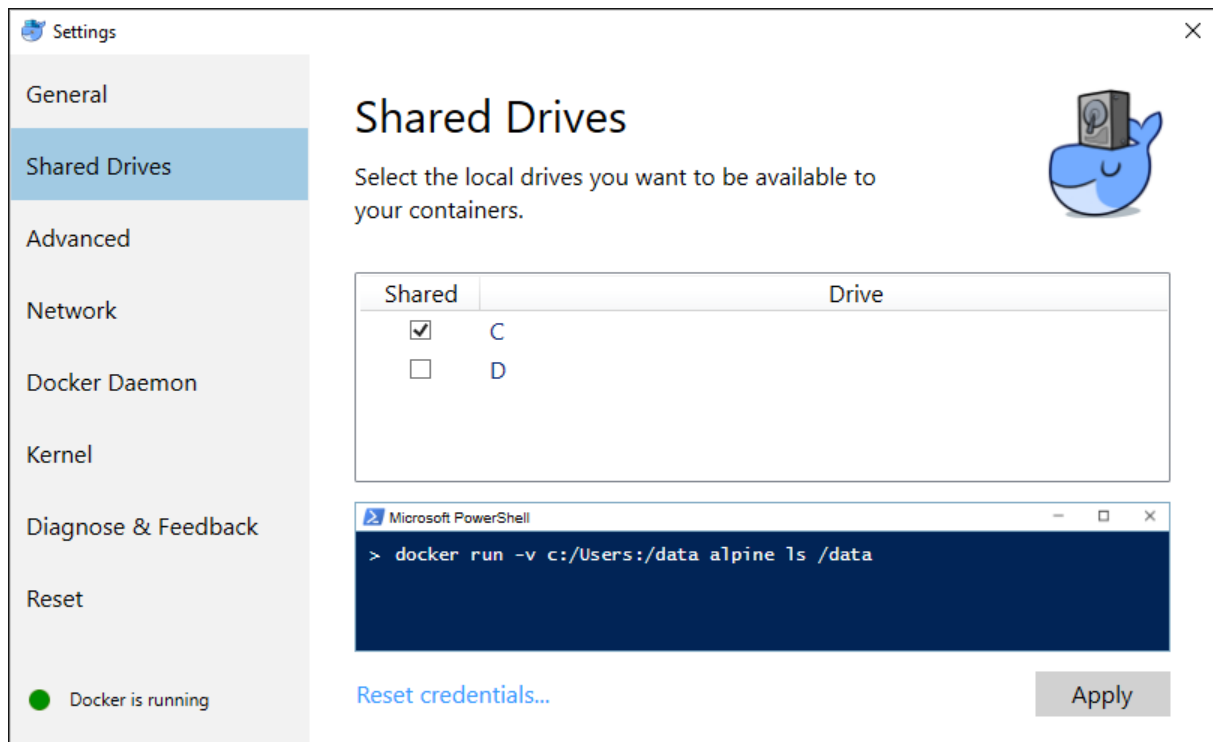 Settings
General
Shared Drives
Advanced
Network
Docker Daemon
Kernel
Diagnose & Feedback
Reset
Docker is running
Shared Drives
Select the local drives you want to be available to
your containers.
Shared Drive
C
D
Microsoft PowerShell
> docker run -v c:/Users:/data alpine ls /data
Reset credentials...
Apply